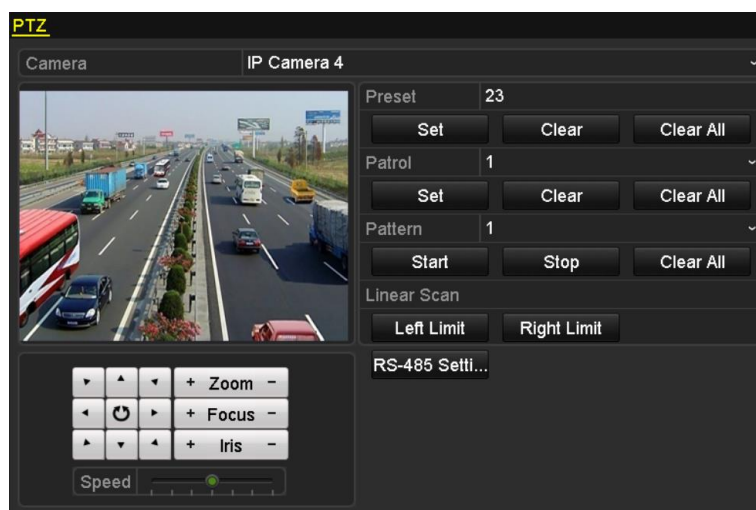 PTZ
Camera IP Camera 4
Preset 23
Set Clear Clear All
Patrol 1
Set Clear Clear All
Pattern 1
Start Stop Clear All
Linear Scan
Left Limit Right Limit
RS-485 Setti...
+ Zoom -
+ Focus -
+ Iris -
Speed